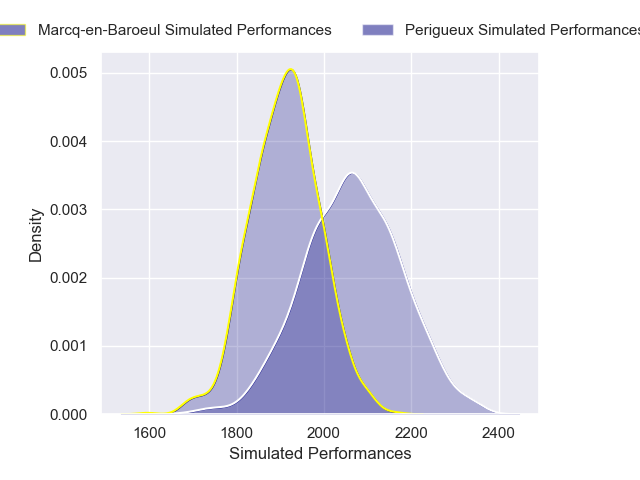 Marcq-en-Baroeul Simulated Performances Perigueux Simulated Performances
0.005
0.004
0.003
0.002
0.001
0.000
Density
1600 1800 2000 2200 2400
Simulated Performances